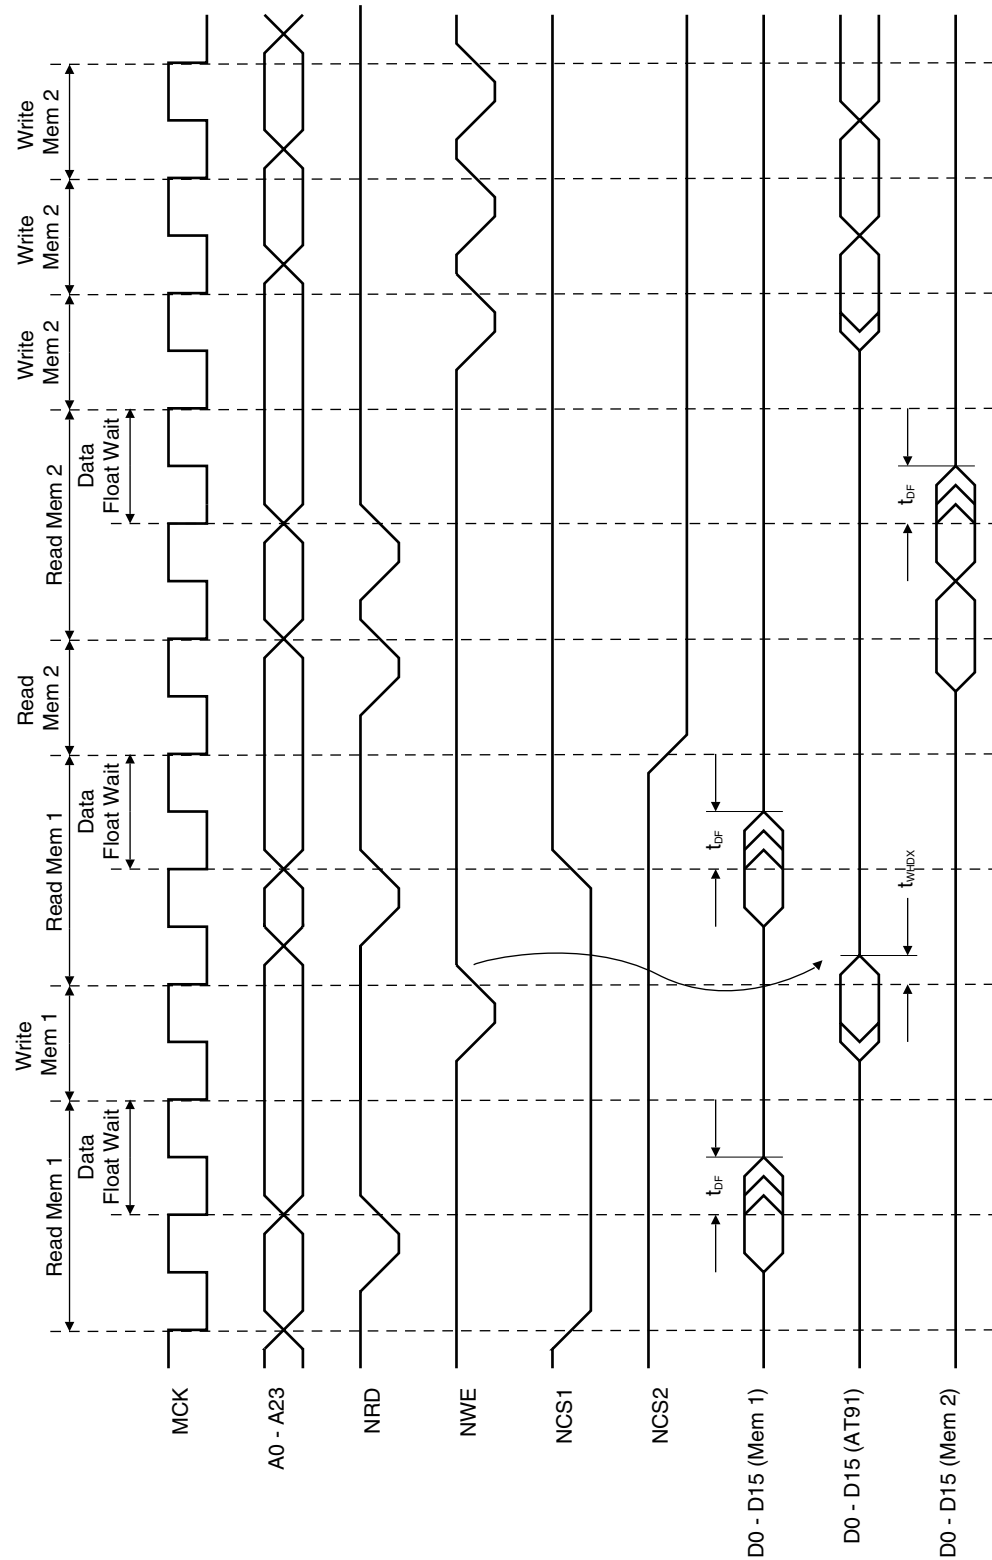 Read Mem 1
Write
Mem 1
Read Mem 1
Read
Mem 2
Read Mem 2
Write
Mem 2
Write
Mem 2
Write
Mem 2
Data
Float Wait
Data
Float Wait
Data
Float Wait
MCK
A0 - A23
NRD
NWE
NCS1
NCS2
tDF
tDF
D0 - D15 (Mem 1)
D0 - D15 (AT91)
tWHDX
tDF
D0 - D15 (Mem 2)